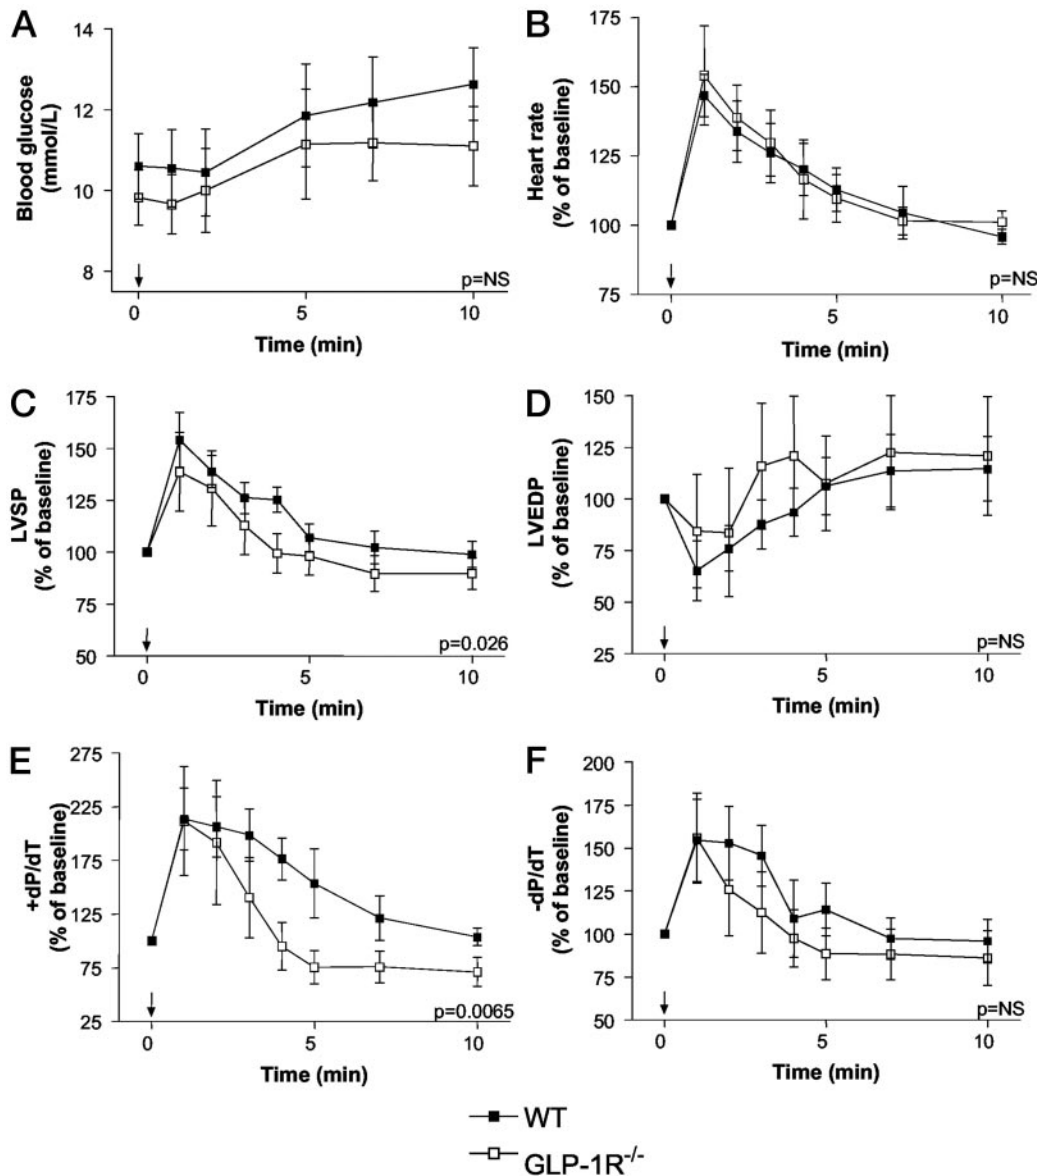 A
Blood glucose
(mmol/L)
14
12
10
8
p=NS
0
5
10
Time (min)
B
Heart rate
(% of baseline)
175
150
125
100
75
p=NS
0
5
10
Time (min)
C
LVSP
(% of baseline)
175
150
125
100
75
50
p=0.026
0
5
10
Time (min)
D
LVEDP
(% of baseline)
150
125
100
75
50
25
p=NS
0
5
10
Time (min)
E
+dP/dT
(% of baseline)
275
225
175
125
75
25
p=0.0065
0
5
10
Time (min)
F
-dP/dT
(% of baseline)
200
175
150
125
100
75
50
p=NS
0
5
10
Time (min)
WT
GLP-1R-/-